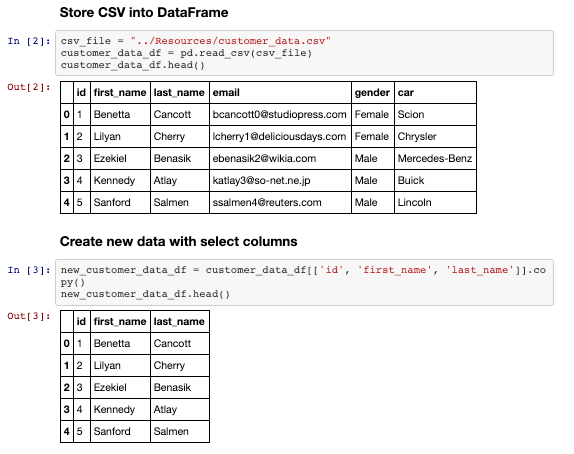 Store CSV into DataFrame
In [2]: csv_file = "../Resources/customer_data.csv"
customer_data_df = pd.read_csv(csv_file)
customer_data_df.head()
Out[2]:
id first_name last_name email gender car
0 1 Benetta Cancott bcancott0@studiopress.com Female Scion
1 2 Lilyan Cherry lcherry1@deliciousdays.com Female Chrysler
2 3 Ezekiel Benasik ebenasik2@wikia.com Male Mercedes-Benz
3 4 Kennedy Atlay katlay3@so-net.ne.jp Male Buick
4 5 Sanford Salmen ssalmen4@reuters.com Male Lincoln
Create new data with select columns
In [3]: new_customer_data_df = customer_data_df[['id', 'first_name', 'last_name']].co
py()
new_customer_data_df.head()
Out[3]:
id first_name last_name
0 1 Benetta Cancott
1 2 Lilyan Cherry
2 3 Ezekiel Benasik
3 4 Kennedy Atlay
4 5 Sanford Salmen